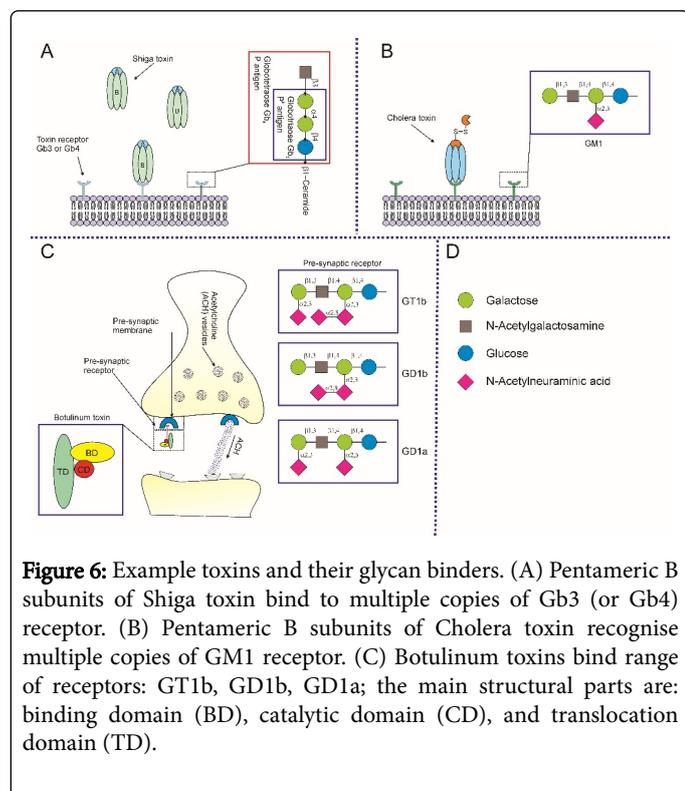 A
Shiga toxin
A
B
A
B
A
B
Toxin receptor
Gb3 or Gb4
Globotetraose Gb4
P antigen
Globotriaose Gb3
β3
α4
β4
β1–Ceramide
B
Cholera toxin
S–S
β1,3 β1,4 β1,4
α2,3
GM1
C
Pre-synaptic
membrane
Pre-synaptic
receptor
Botulinum toxin
TD
BD
CD
Acetylcholine
(ACH) vesicles
ACH
Pre-synaptic receptor
β1,3 β1,4 β1,4
α2,3 α2,8 α2,3
GT1b
β1,3 β1,4 β1,4
α2,8 α2,3
GD1b
β1,3 β1,4 β1,4
α2,3 α2,3
GD1a
D
Galactose
N-Acetylgalactosamine
Glucose
N-Acetylneuraminic acid
Figure 6: Example toxins and their glycan binders. (A) Pentameric B
subunits of Shiga toxin bind to multiple copies of Gb3 (or Gb4)
receptor. (B) Pentameric B subunits of Cholera toxin recognise
multiple copies of GM1 receptor. (C) Botulinum toxins bind range
of receptors: GT1b, GD1b, GD1a; the main structural parts are:
binding domain (BD), catalytic domain (CD), and translocation
domain (TD).